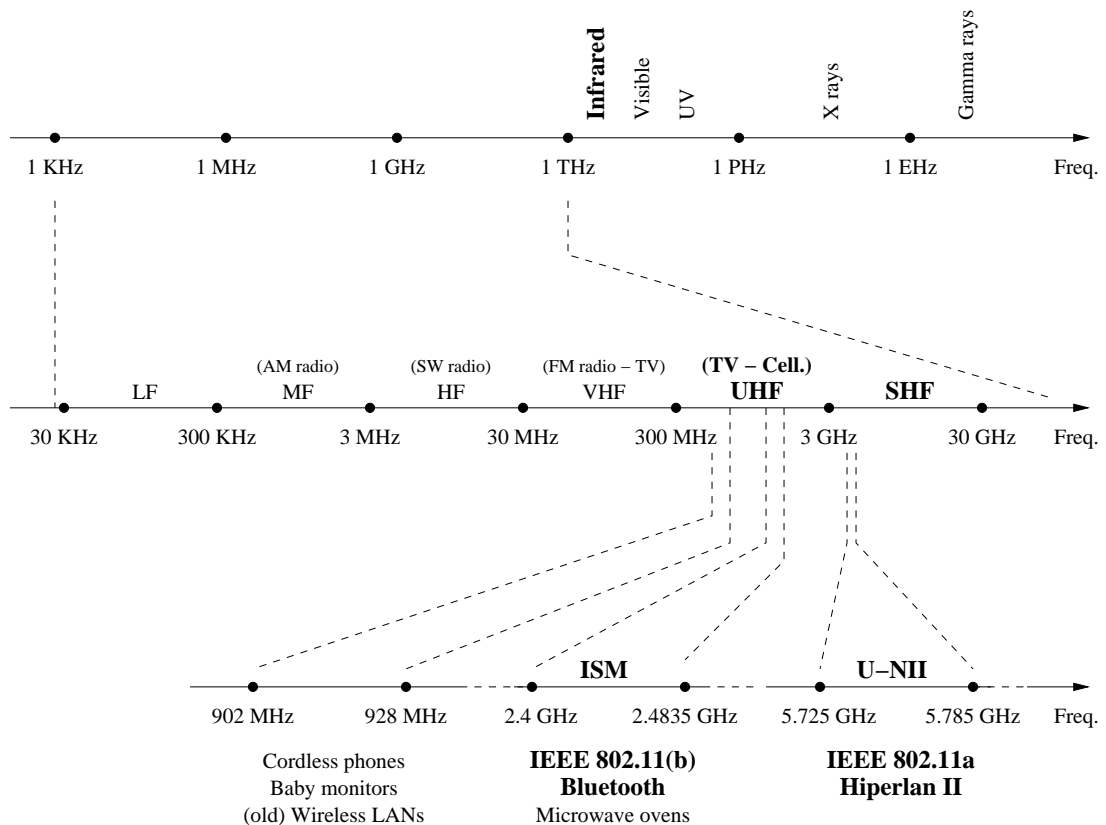 Infrared
Visible
UV
X rays
Gamma rays
1 KHz 1 MHz 1 GHz 1 THz 1 PHz 1 EHz Freq.
(AM radio) (SW radio) (FM radio – TV) (TV – Cell.)
LF MF HF VHF UHF SHF
30 KHz 300 KHz 3 MHz 30 MHz 300 MHz 3 GHz 30 GHz Freq.
ISM U–NII
902 MHz 928 MHz 2.4 GHz 2.4835 GHz 5.725 GHz 5.785 GHz Freq.
Cordless phones
Baby monitors
(old) Wireless LANs
IEEE 802.11(b)
Bluetooth
Microwave ovens
IEEE 802.11a
Hiperlan II